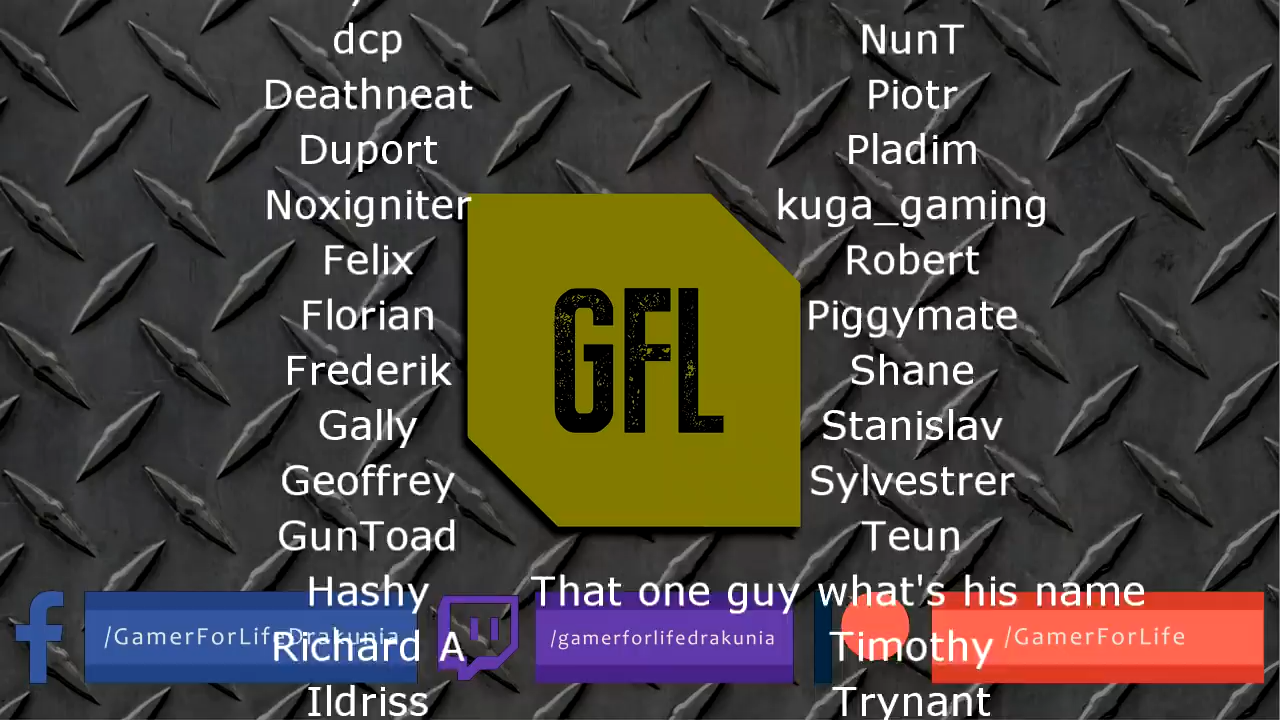 dcp
Deathneat
Duport
Noxigniter
Felix
Florian
Frederik
Gally
Geoffrey
GunToad
Hashy
Richard A
Ildriss
NunT
Piotr
Pladim
kuga_gaming
Robert
Piggymate
Shane
Stanislav
Sylvestrer
Teun
That one guy what's his name
Timothy
Trynant
GFL
/GamerForLifeDrakunia
/gamerforlifedrakunia
/GamerForLife